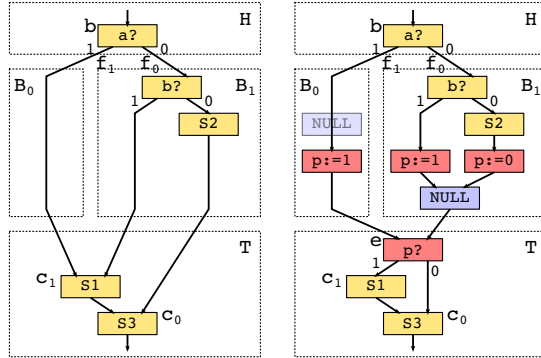 H
b
a?
1 0
f1 f0
B0
B1
b?
1 0
S2
T
c1
S1
S3
c0
H
b
a?
1 0
f1 f0
B0
B1
b?
1 0
NULL
S2
p:=1
p:=1
p:=0
NULL
e
T
p?
1 0
c1
S1
S3
c0